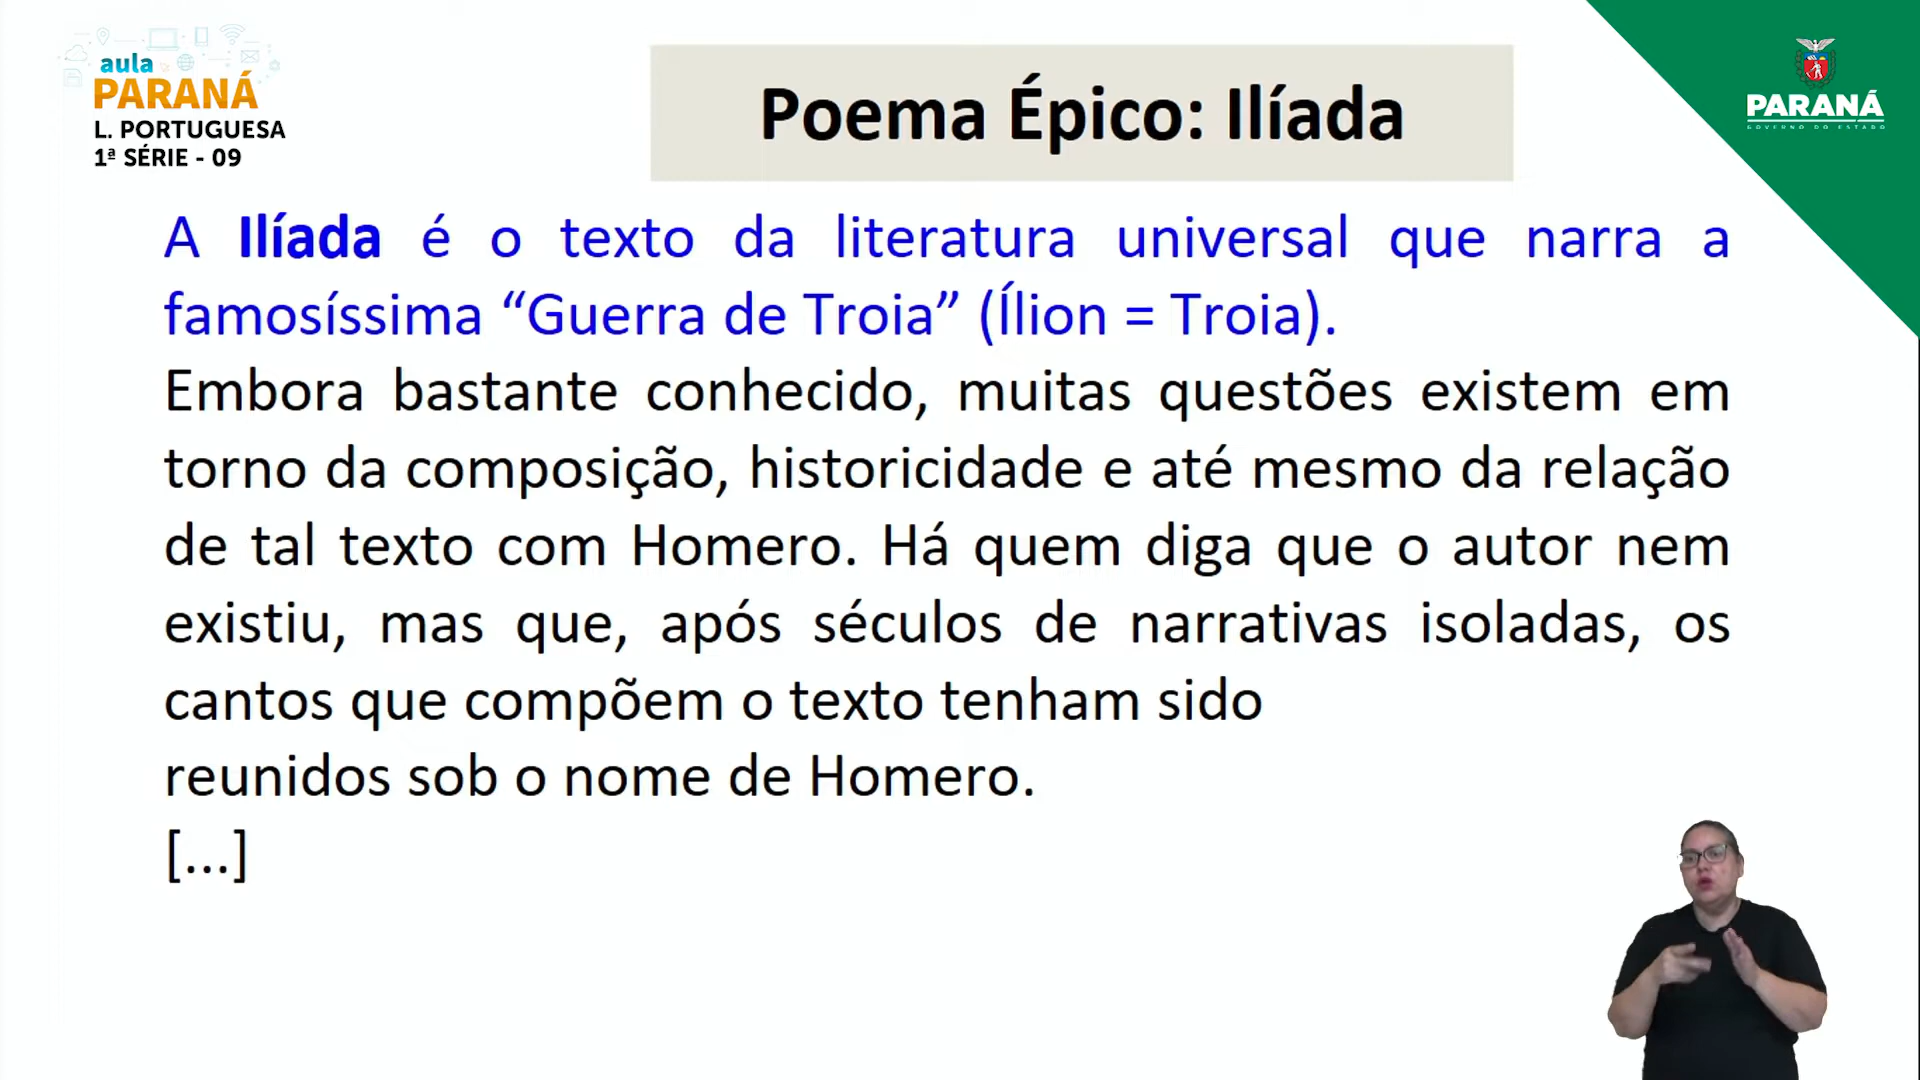 aula
PARANÁ
L. PORTUGUESA
1ª SÉRIE - 09
Poema Épico: Ilíada
PARANÁ
GOVERNO DO ESTADO
A Ilíada é o texto da literatura universal que narra a
famosíssima “Guerra de Troia” (Ílion = Troia).
Embora bastante conhecido, muitas questões existem em
torno da composição, historicidade e até mesmo da relação
de tal texto com Homero. Há quem diga que o autor nem
existiu, mas que, após séculos de narrativas isoladas, os
cantos que compõem o texto tenham sido
reunidos sob o nome de Homero.
[...]